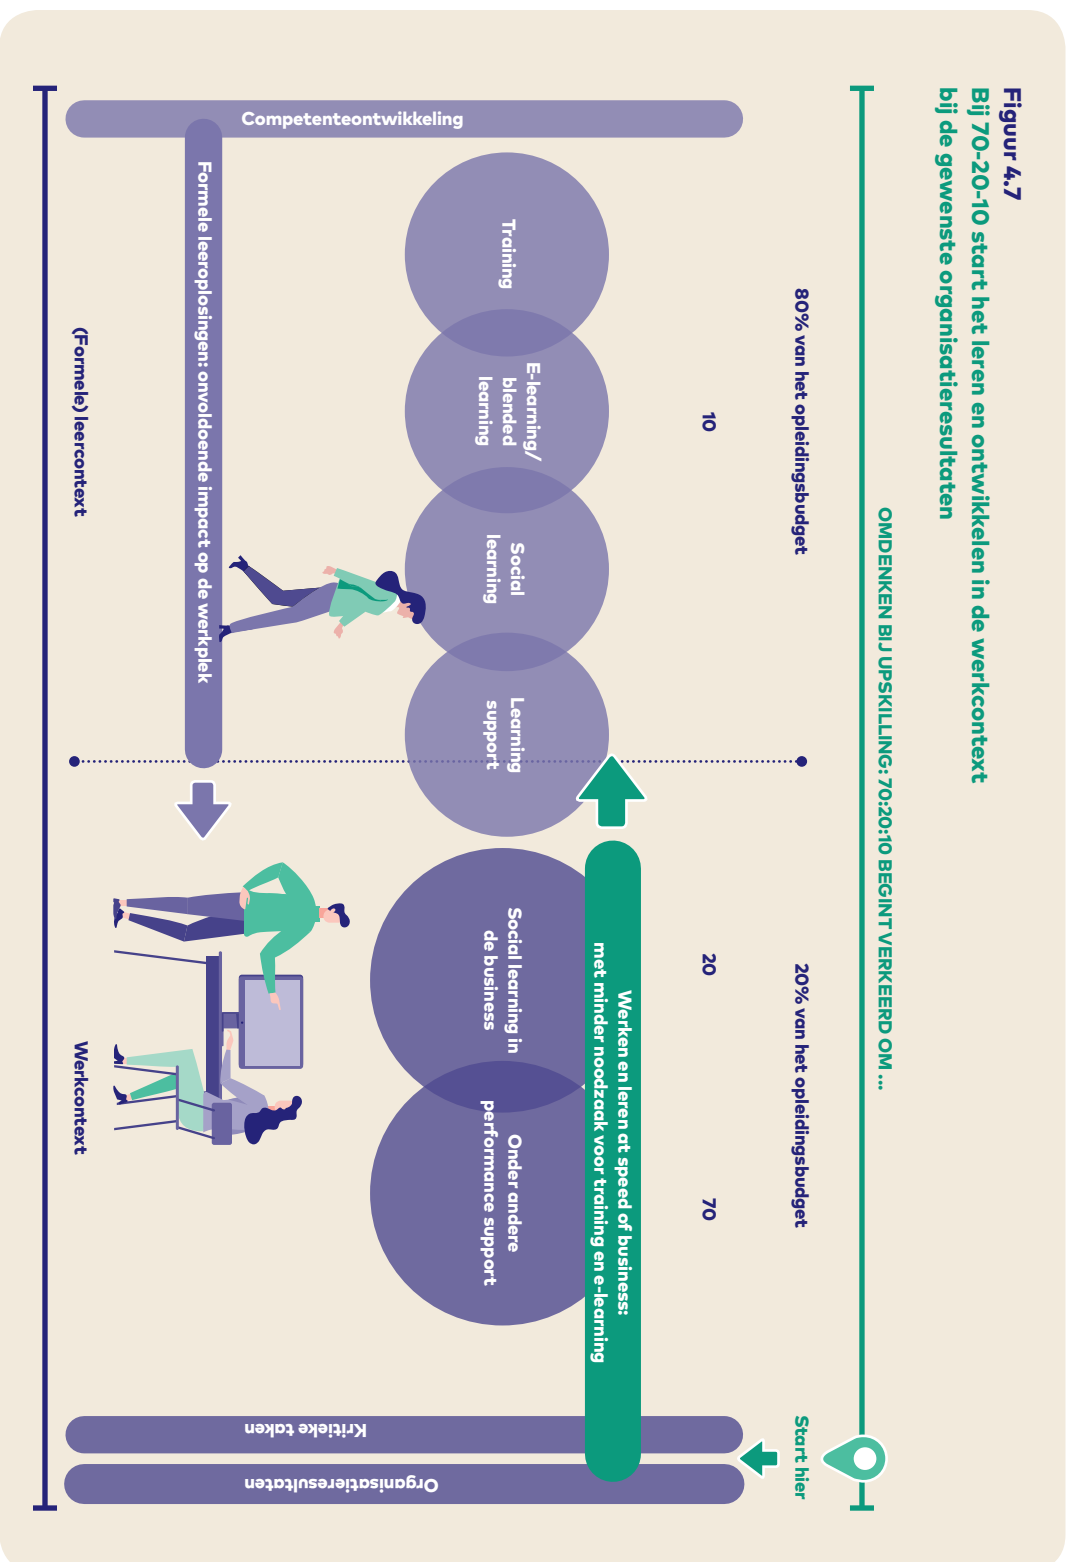 Figuur 4.7
Bij 70-20-10 start het leren en ontwikkelen in de werkcontext
bij de gewenste organisatieresultaten
OMDENKEN BIJ UPSKILLING: 70:20:10 BEGINT VERKEERD OM ...
80% van het opleidingsbudget
20% van het opleidingsbudget
Start hier
10
20
70
Werken en leren at speed of business:
met minder noodzaak voor training en e-learning
Competenteontwikkeling
Training
E-learning/
blended
learning
Social
learning
Learning
support
Social learning in
de business
Onder andere
performance support
Kritieke taken
Organisatieresultaten
Formele leeroplosingen: onvoldoende impact op de werkplek
(Formele) leercontext
Werkcontext